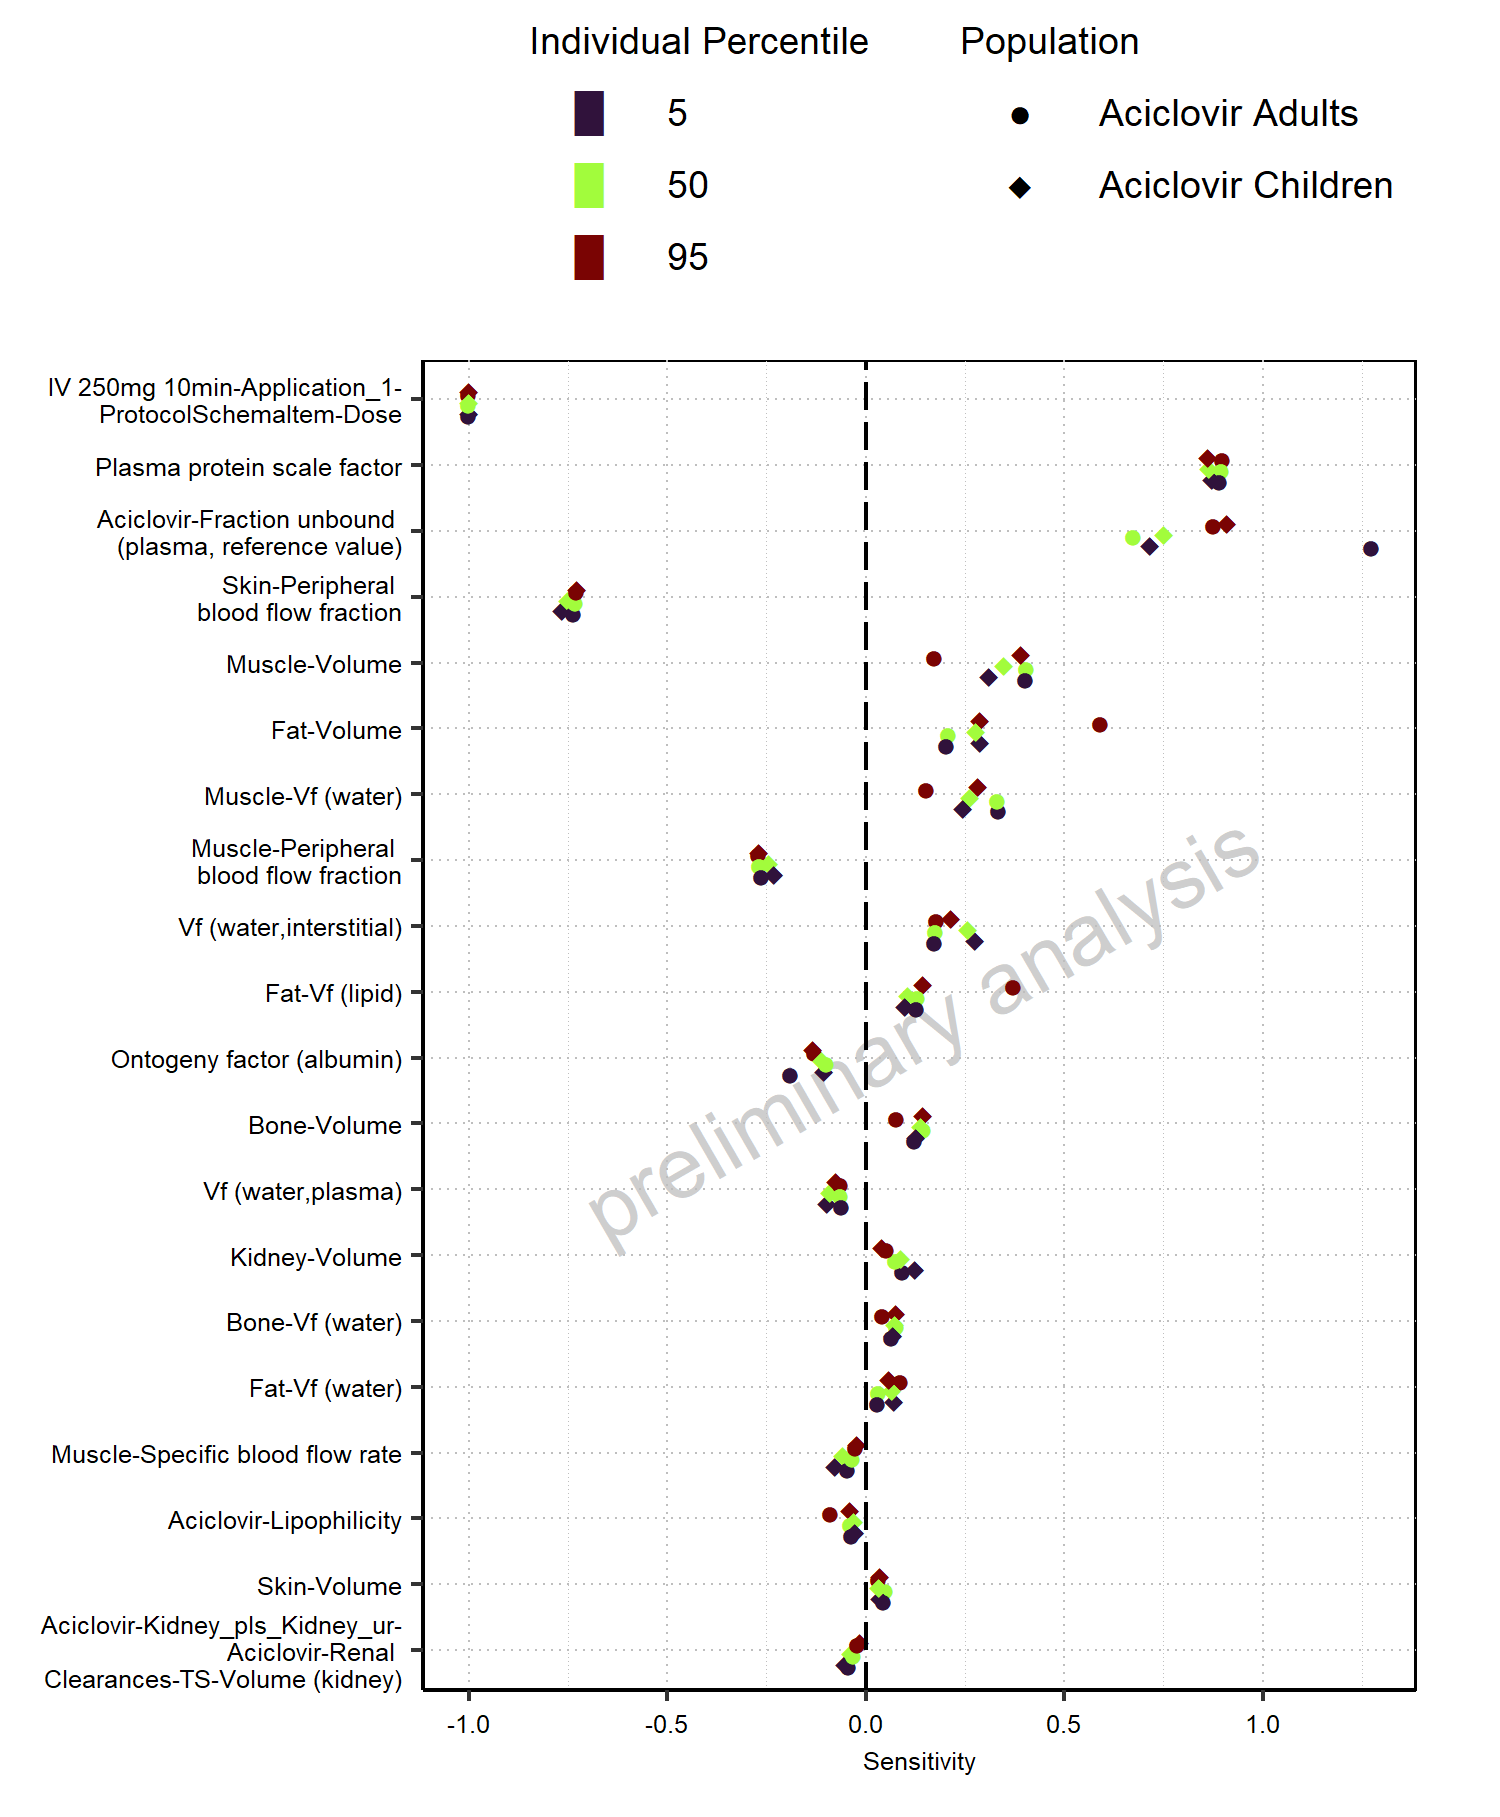 Individual Percentile
5
50
95
Population
Aciclovir Adults
Aciclovir Children
IV 250mg 10min-Application_1-
ProtocolSchemaItem-Dose
Plasma protein scale factor
Aciclovir-Fraction unbound
(plasma, reference value)
Skin-Peripheral
blood flow fraction
Muscle-Volume
Fat-Volume
Muscle-Vf (water)
Muscle-Peripheral
blood flow fraction
Vf (water,interstitial)
Fat-Vf (lipid)
Ontogeny factor (albumin)
Bone-Volume
Vf (water,plasma)
Kidney-Volume
Bone-Vf (water)
Fat-Vf (water)
Muscle-Specific blood flow rate
Aciclovir-Lipophilicity
Skin-Volume
Aciclovir-Kidney_pls_Kidney_ur-
Aciclovir-Renal
Clearances-TS-Volume (kidney)
preliminary analysis
-1.0
-0.5
0.0
0.5
1.0
Sensitivity